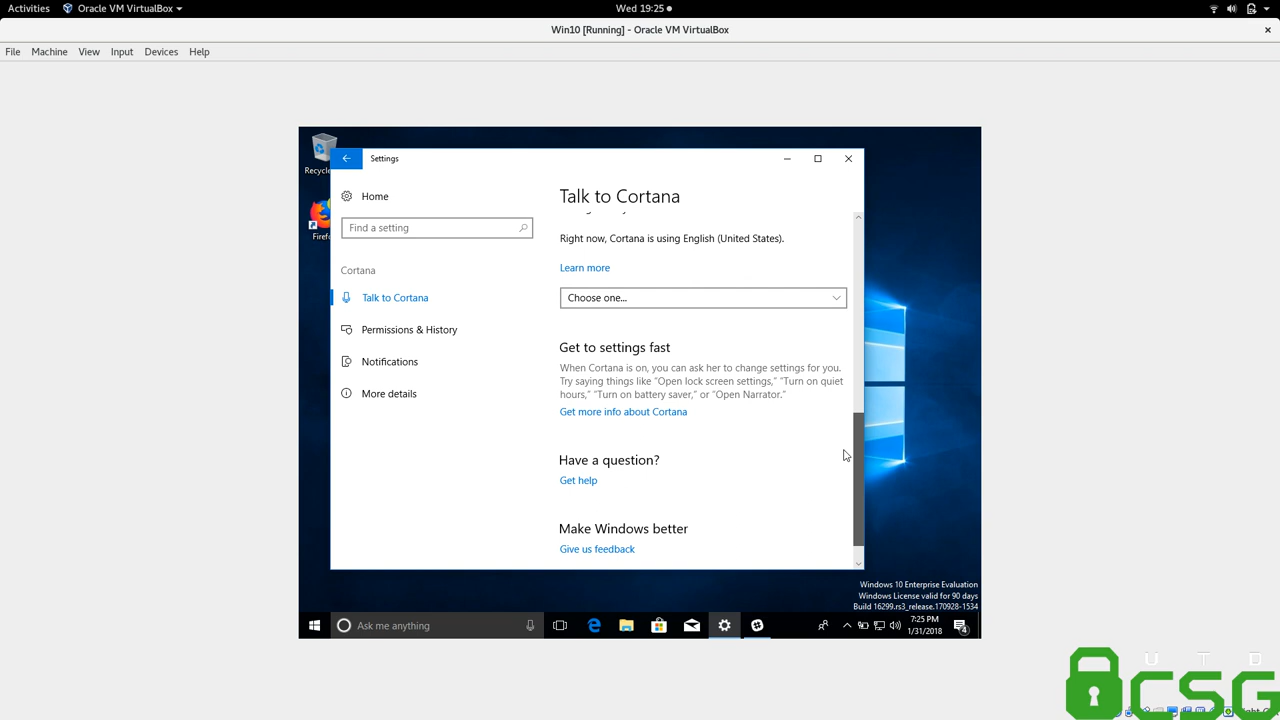 Activities
Oracle VM VirtualBox
Wed 19:25
Win10 [Running] - Oracle VM VirtualBox
File Machine View Input Devices Help
Settings
Home
Find a setting
Cortana
Talk to Cortana
Permissions & History
Notifications
More details
Talk to Cortana
Right now, Cortana is using English (United States).
Learn more
Choose one...
Get to settings fast
When Cortana is on, you can ask her to change settings for you.
Try saying things like "Open lock screen settings," "Turn on quiet
hours," "Turn on battery saver," or "Open Narrator."
Get more info about Cortana
Have a question?
Get help
Make Windows better
Give us feedback
Windows 10 Enterprise Evaluation
Windows License valid for 90 days
Build 16299.rs3_release.170928-1534
Ask me anything
7:25 PM
1/31/2018
4
U T D
CSG